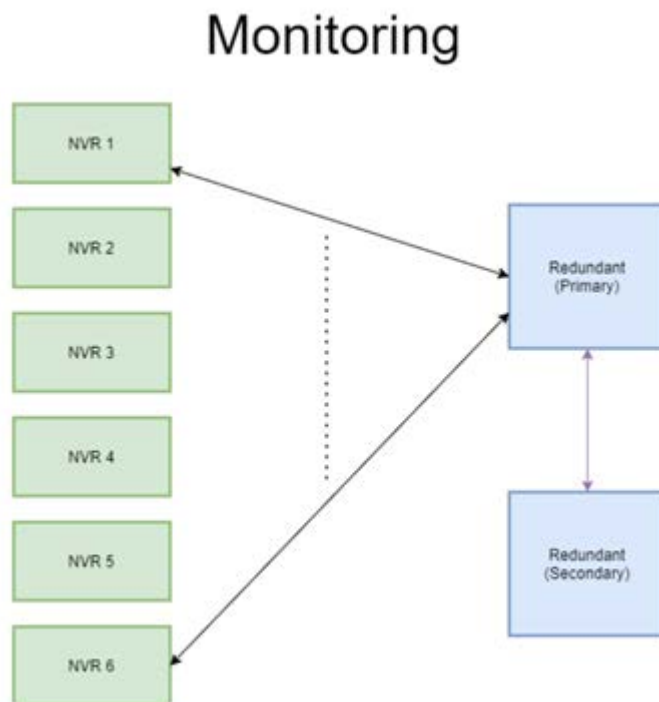 Monitoring
NVR 1
NVR 2
NVR 3
NVR 4
NVR 5
NVR 6
Redundant
(Primary)
Redundant
(Secondary)